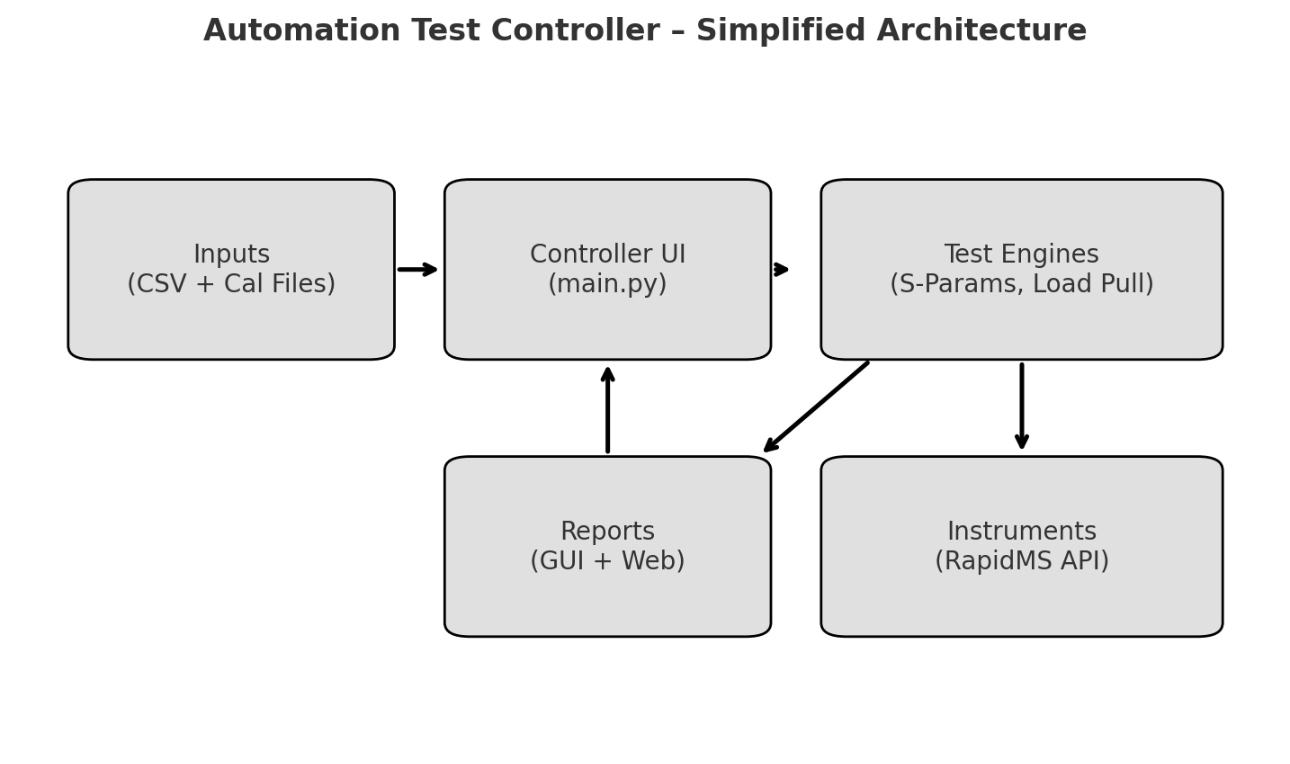 Automation Test Controller – Simplified Architecture
Inputs
(CSV + Cal Files)
Controller UI
(main.py)
Test Engines
(S-Params, Load Pull)
Reports
(GUI + Web)
Instruments
(RapidMS API)